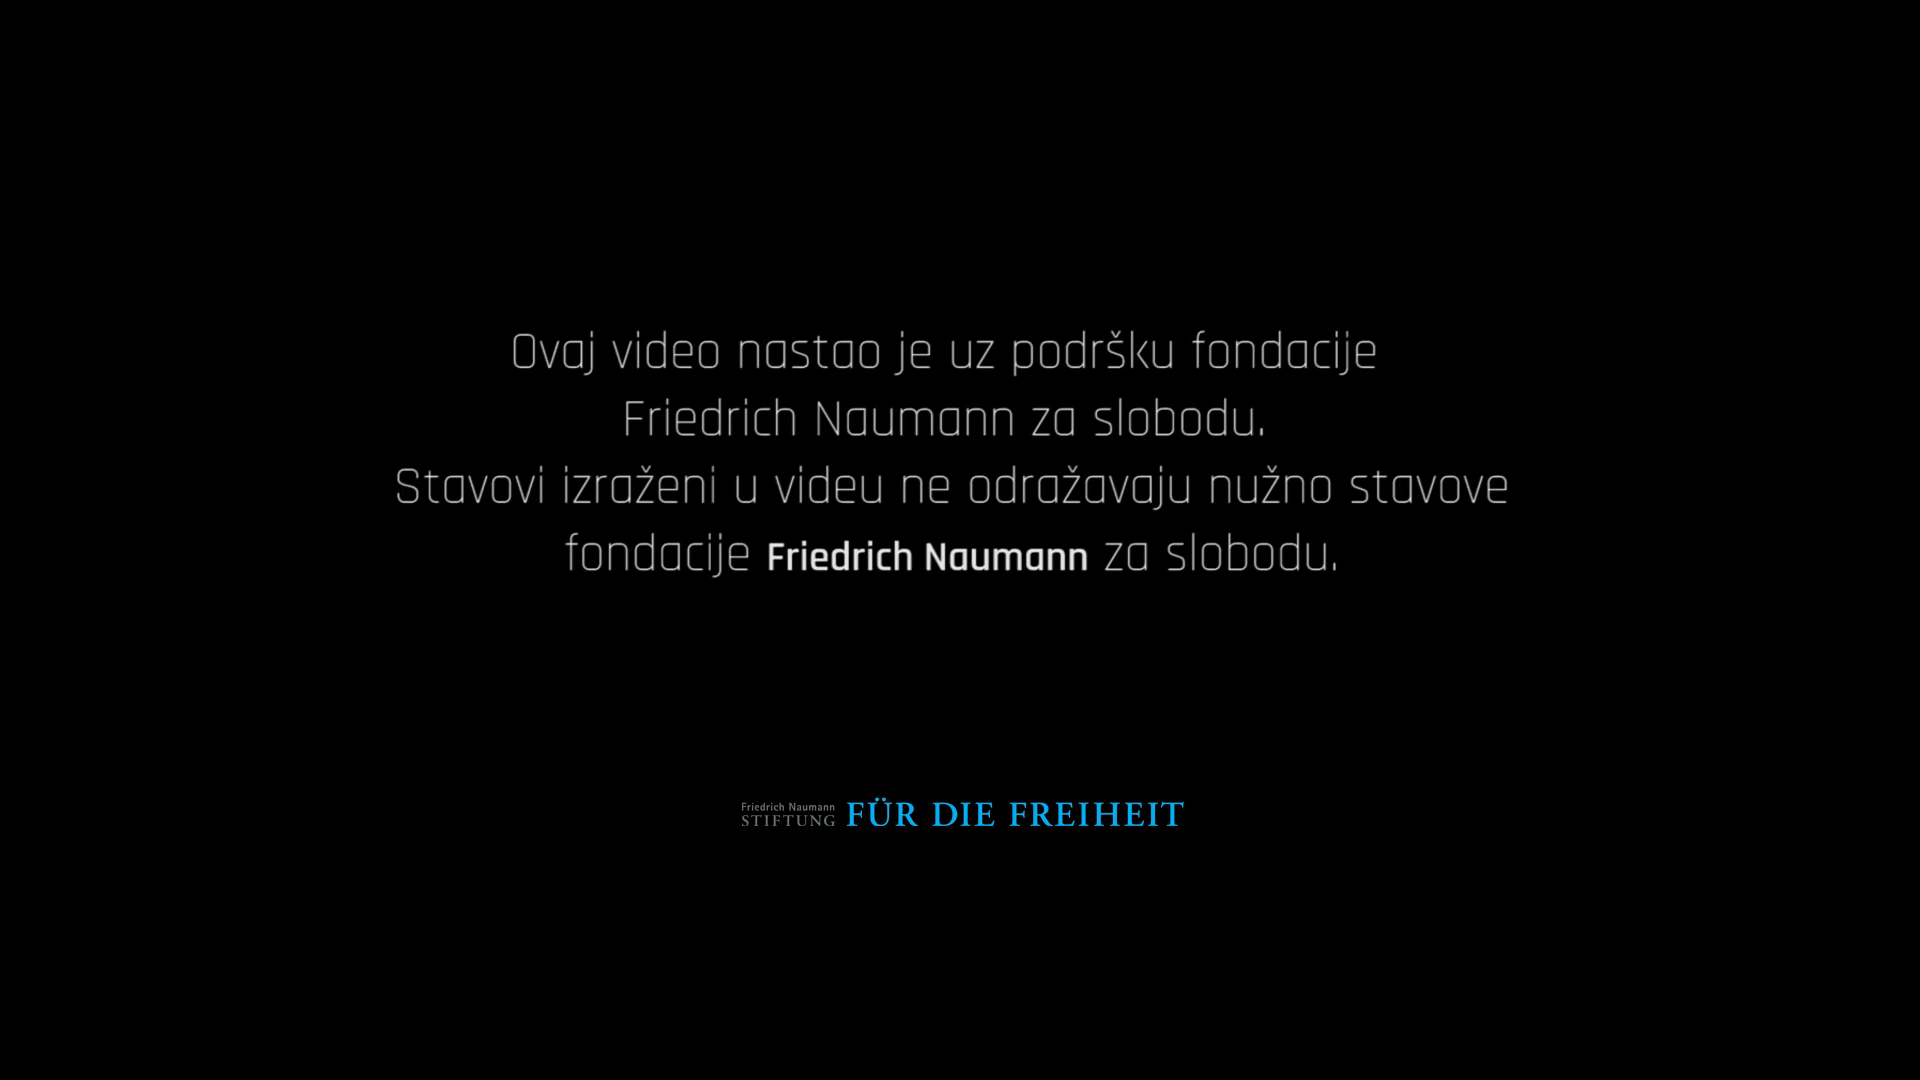 Ovaj video nastao je uz podršku fondacije
Friedrich Naumann za slobodu.
Stavovi izraženi u videu ne odražavaju nužno stavove
fondacije Friedrich Naumann za slobodu.
Friedrich Naumann
STIFTUNG FÜR DIE FREIHEIT